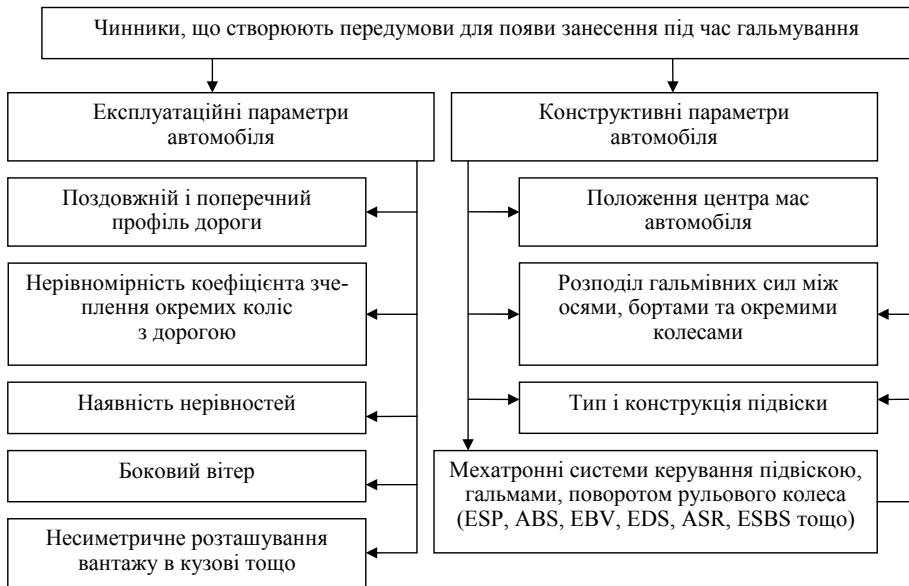 Чинники, що створюють передумови для появи занесення під час гальмування
Експлуатаційні параметри
автомобіля
Поздовжній і поперечний
профіль дороги
Нерівномірність коефіцієнта зче-
плення окремих коліс
з дорогою
Наявність нерівностей
Боковий вітер
Несиметричне розташування
вантажу в кузові тощо
Конструктивні параметри
автомобіля
Положення центра мас
автомобіля
Розподіл гальмівних сил між
осями, бортами та окремими
колесами
Тип і конструкція підвіски
Мехатронні системи керування підвіскою,
гальмами, поворотом рульового колеса
(ESP, ABS, EBV, EDS, ASR, ESBS тощо)